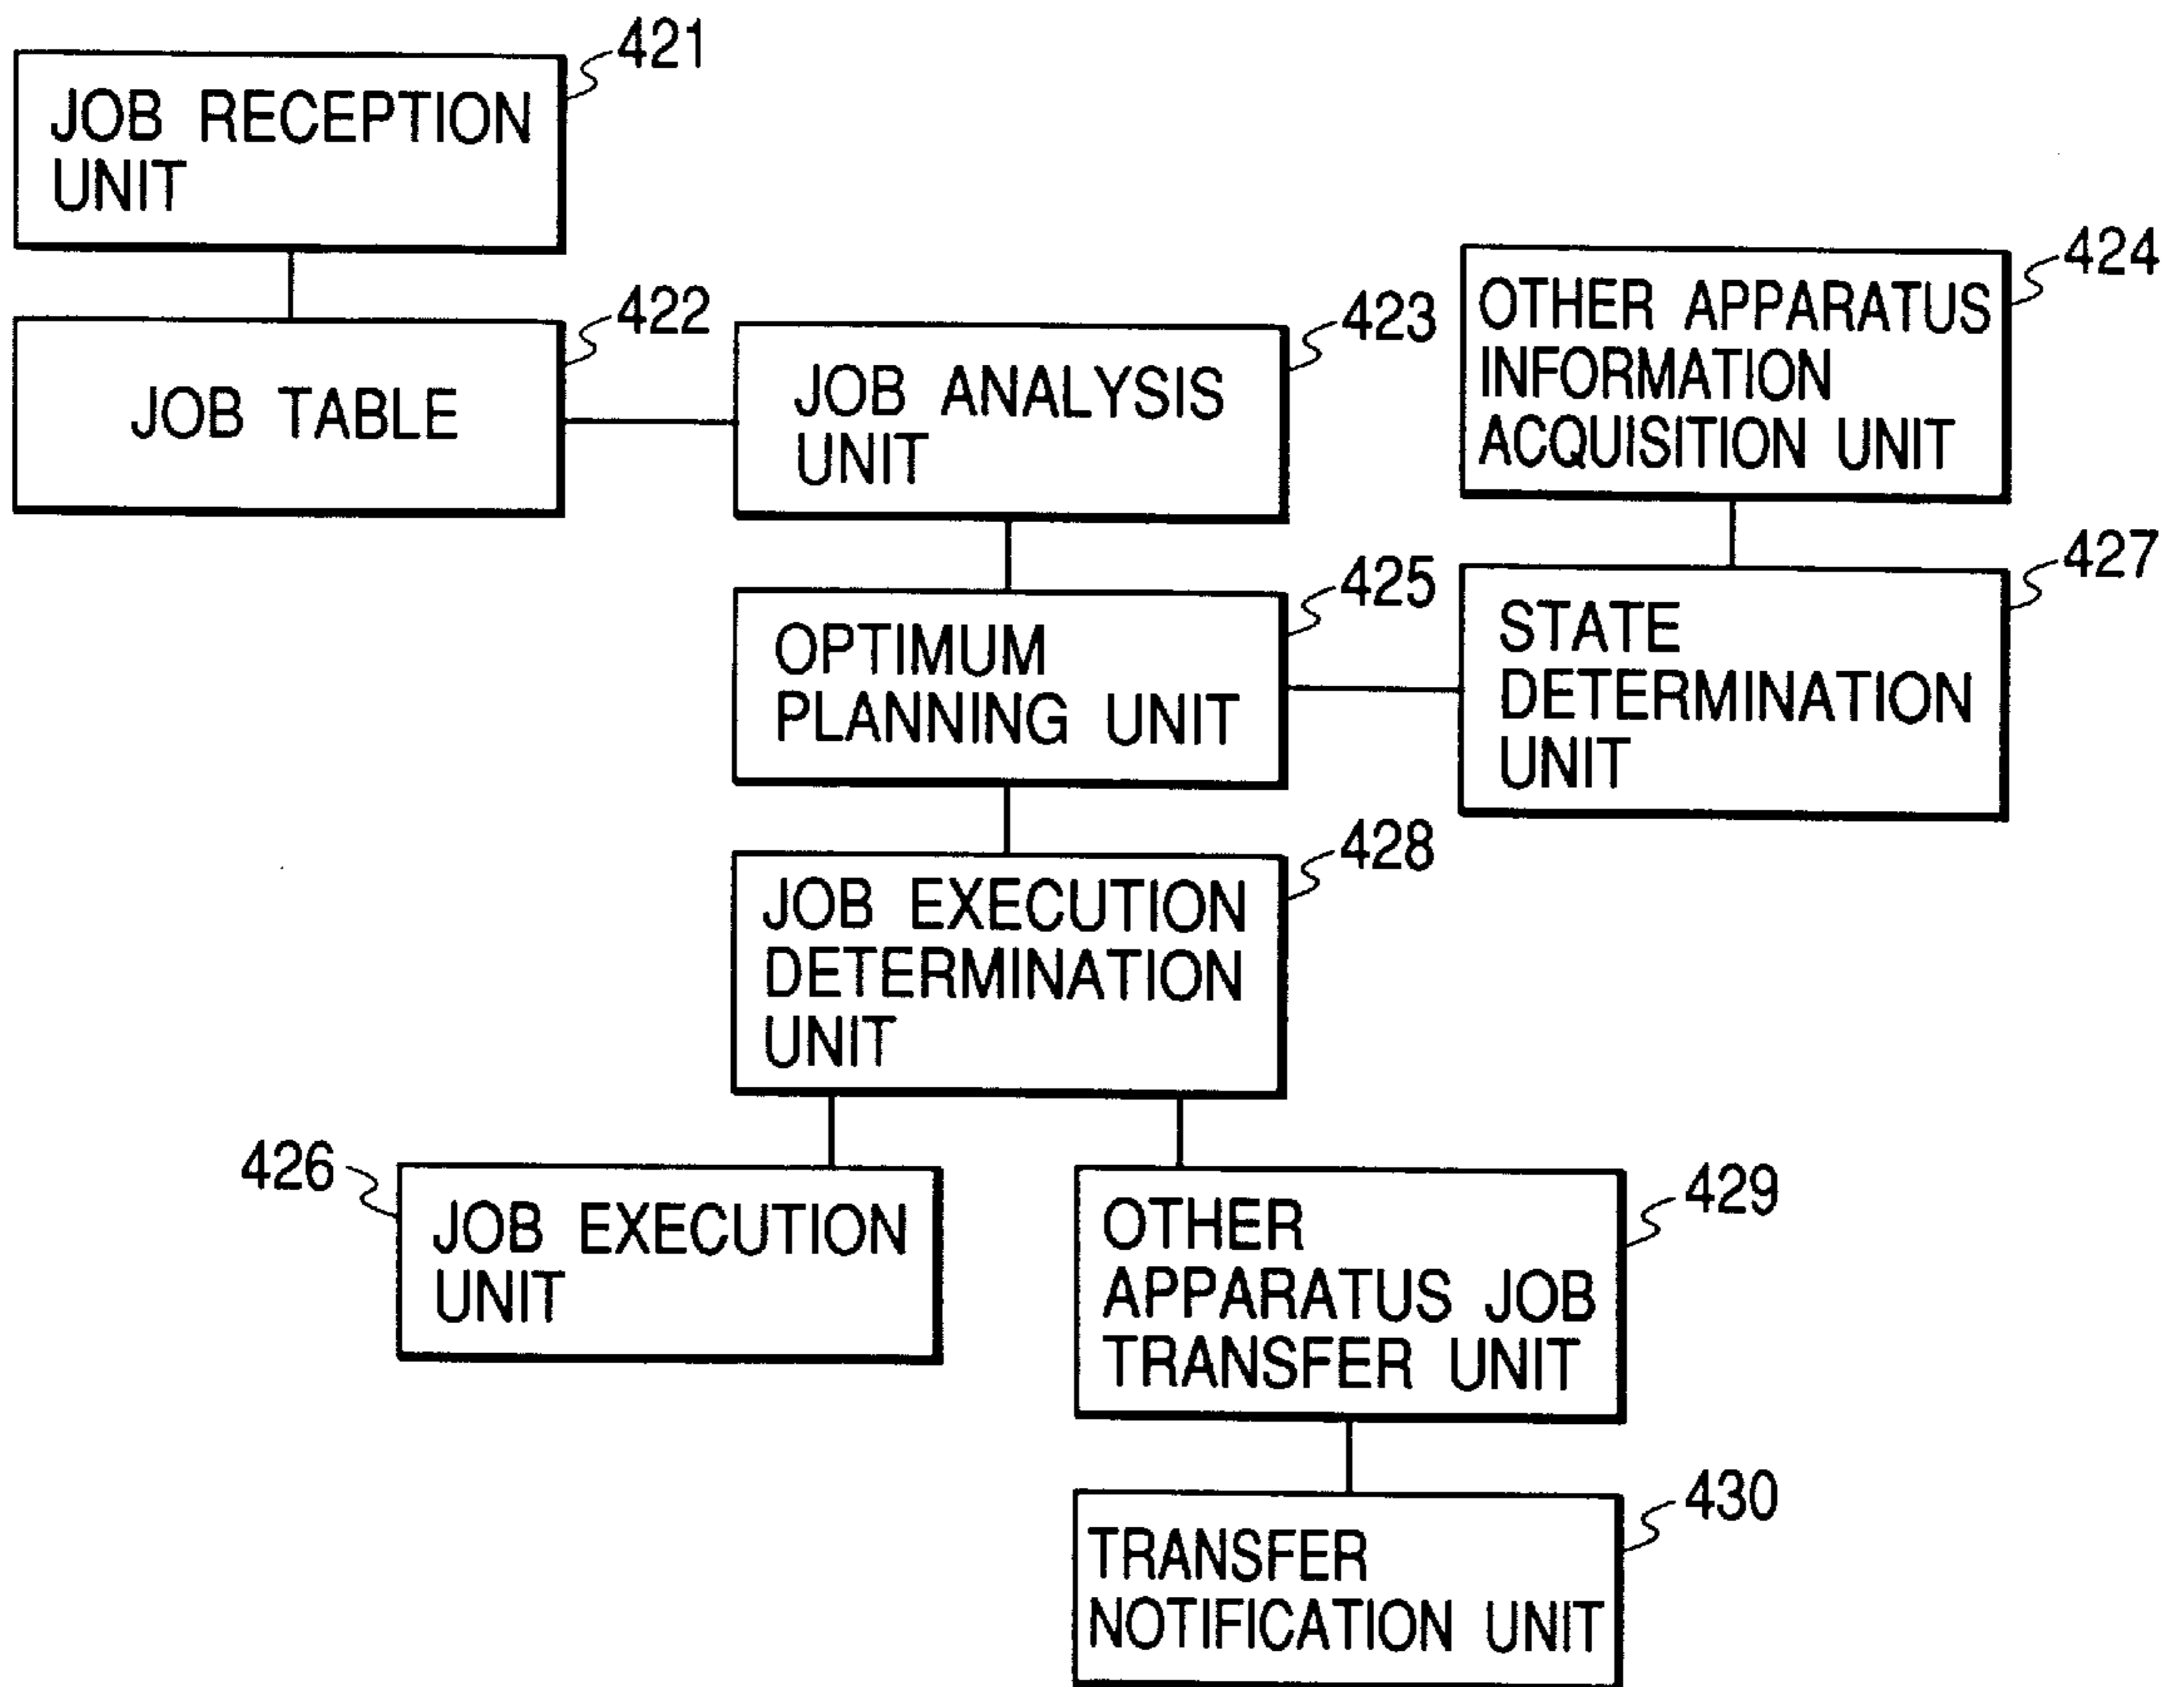 421
JOB RECEPTION
UNIT
422
JOB TABLE
423
JOB ANALYSIS
UNIT
424
OTHER APPARATUS
INFORMATION
ACQUISITION UNIT
425
OPTIMUM
PLANNING UNIT
427
STATE
DETERMINATION
UNIT
428
JOB EXECUTION
DETERMINATION
UNIT
426
JOB EXECUTION
UNIT
429
OTHER
APPARATUS JOB
TRANSFER UNIT
430
TRANSFER
NOTIFICATION UNIT